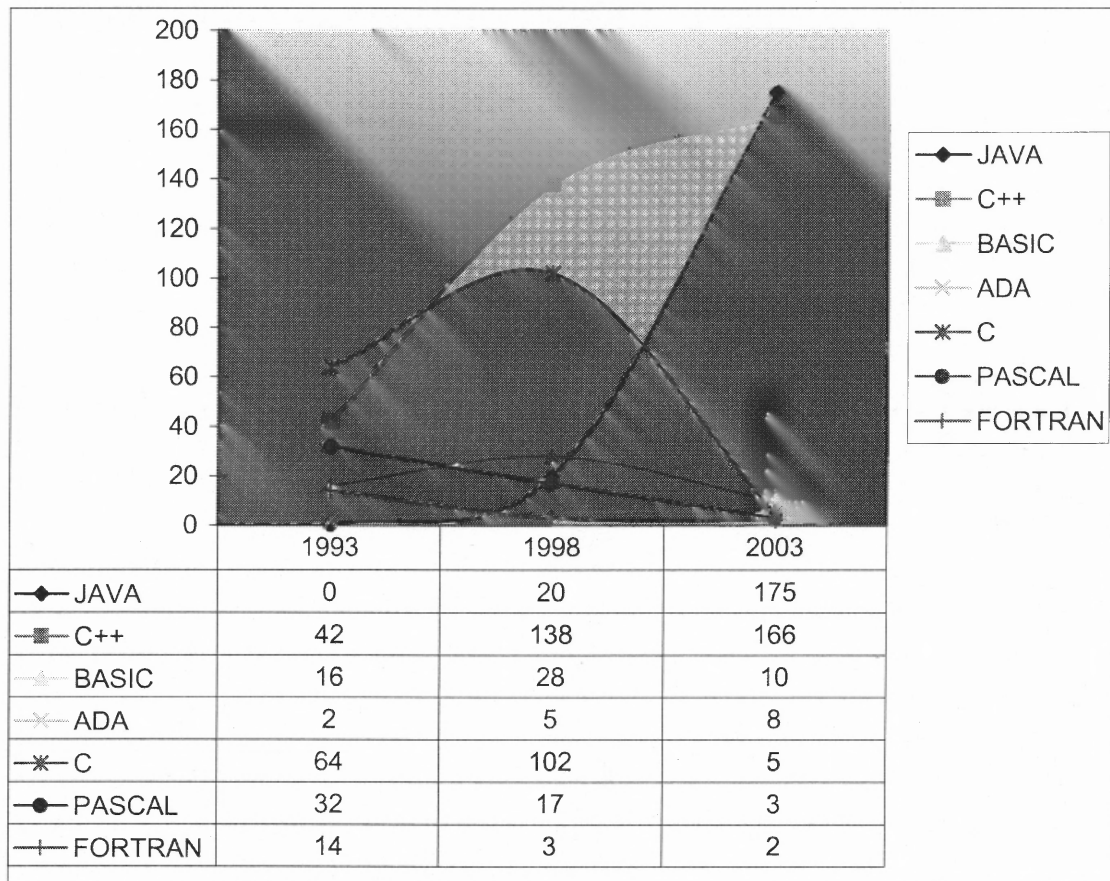 200
180
160
140
120
100
80
60
40
20
0
1993 1998 2003
JAVA
C++
BASIC
ADA
C
PASCAL
FORTRAN
JAVA 0 20 175
C++ 42 138 166
BASIC 16 28 10
ADA 2 5 8
C 64 102 5
PASCAL 32 17 3
FORTRAN 14 3 2